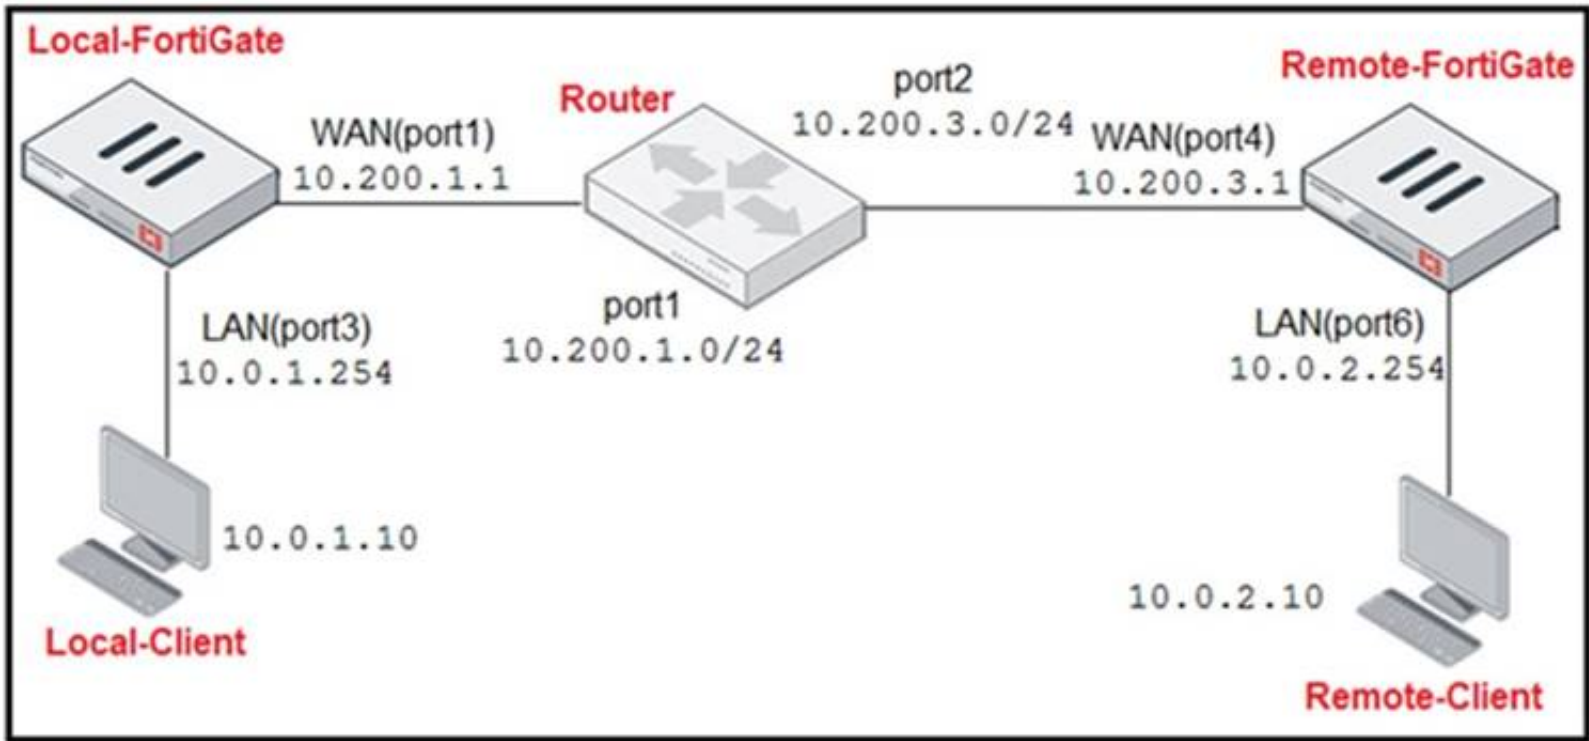 Local-FortiGate
WAN(port1)
10.200.1.1
Router
port2
10.200.3.0/24
Remote-FortiGate
WAN(port4)
10.200.3.1
LAN(port3)
10.0.1.254
port1
10.200.1.0/24
LAN(port6)
10.0.2.254
10.0.1.10
Local-Client
10.0.2.10
Remote-Client